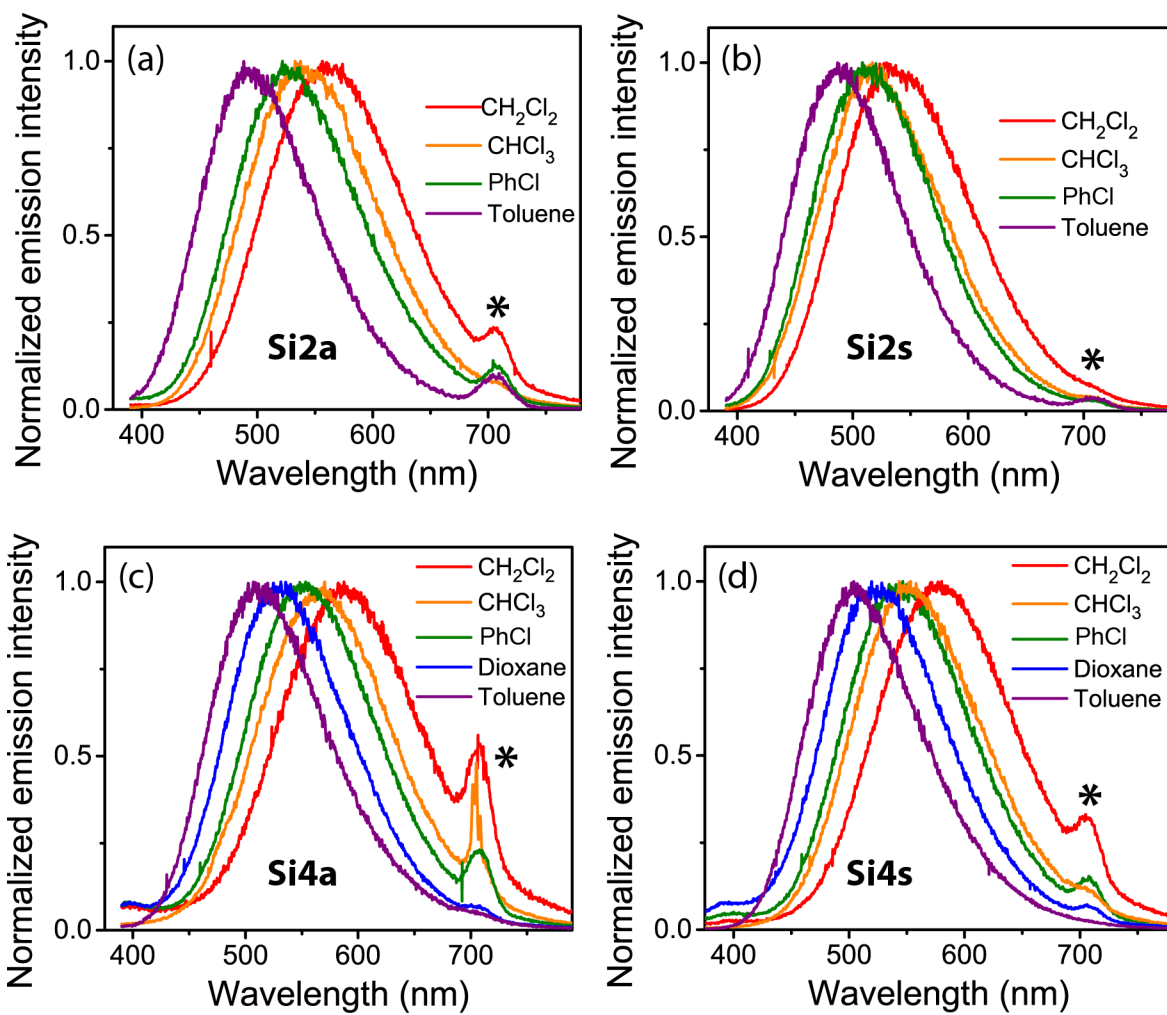 (a)
Normalized emission intensity
1.0
0.5
0.0
CH₂Cl₂
CHCl₃
PhCl
Toluene
*
Si2a
400 500 600 700
Wavelength (nm)
(b)
Normalized emission intensity
1.0
0.5
0.0
CH₂Cl₂
CHCl₃
PhCl
Toluene
*
Si2s
400 500 600 700
Wavelength (nm)
(c)
Normalized emission intensity
1.0
0.5
0.0
CH₂Cl₂
CHCl₃
PhCl
Dioxane
Toluene
*
Si4a
400 500 600 700
Wavelength (nm)
(d)
Normalized emission intensity
1.0
0.5
0.0
CH₂Cl₂
CHCl₃
PhCl
Dioxane
Toluene
*
Si4s
400 500 600 700
Wavelength (nm)